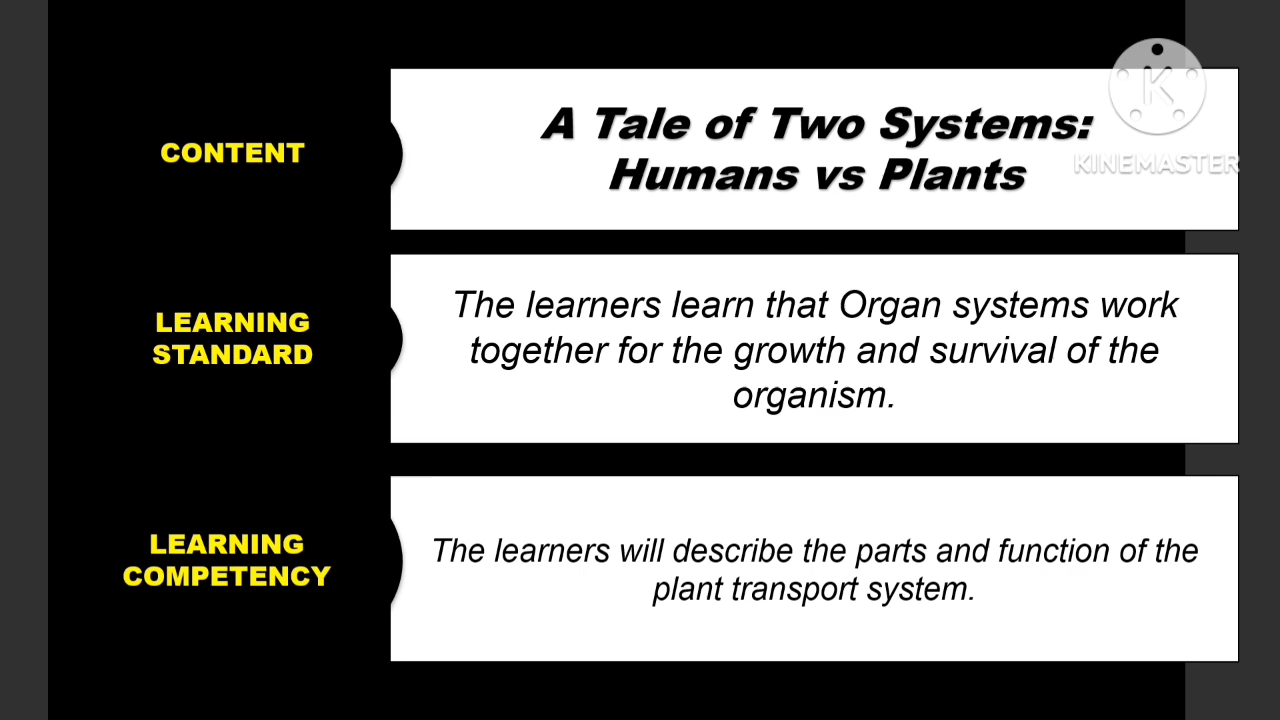 CONTENT
A Tale of Two Systems:
Humans vs Plants
K
KINEMASTER
LEARNING
STANDARD
The learners learn that Organ systems work
together for the growth and survival of the
organism.
LEARNING
COMPETENCY
The learners will describe the parts and function of the
plant transport system.